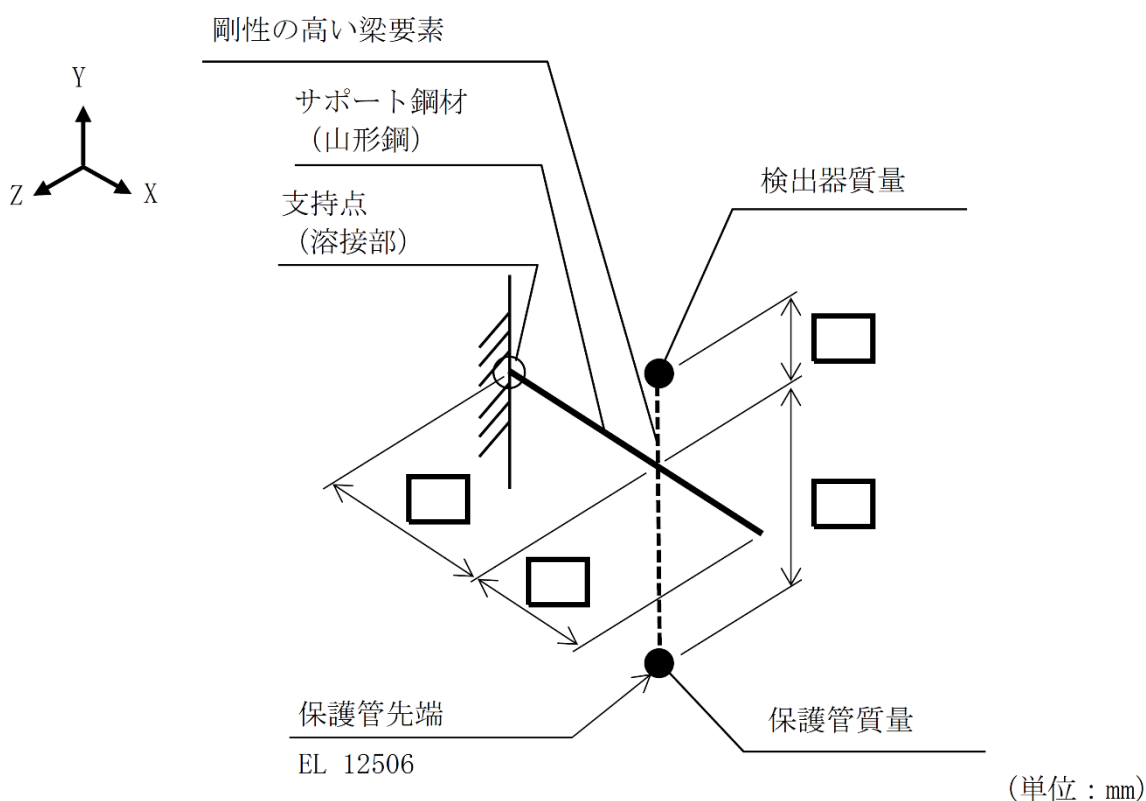 剛性の高い梁要素
Y
サポート鋼材
(山形鋼)
検出器質量
Z
X
支持点
(溶接部)
保護管先端
EL 12506
保護管質量
(単位:mm)